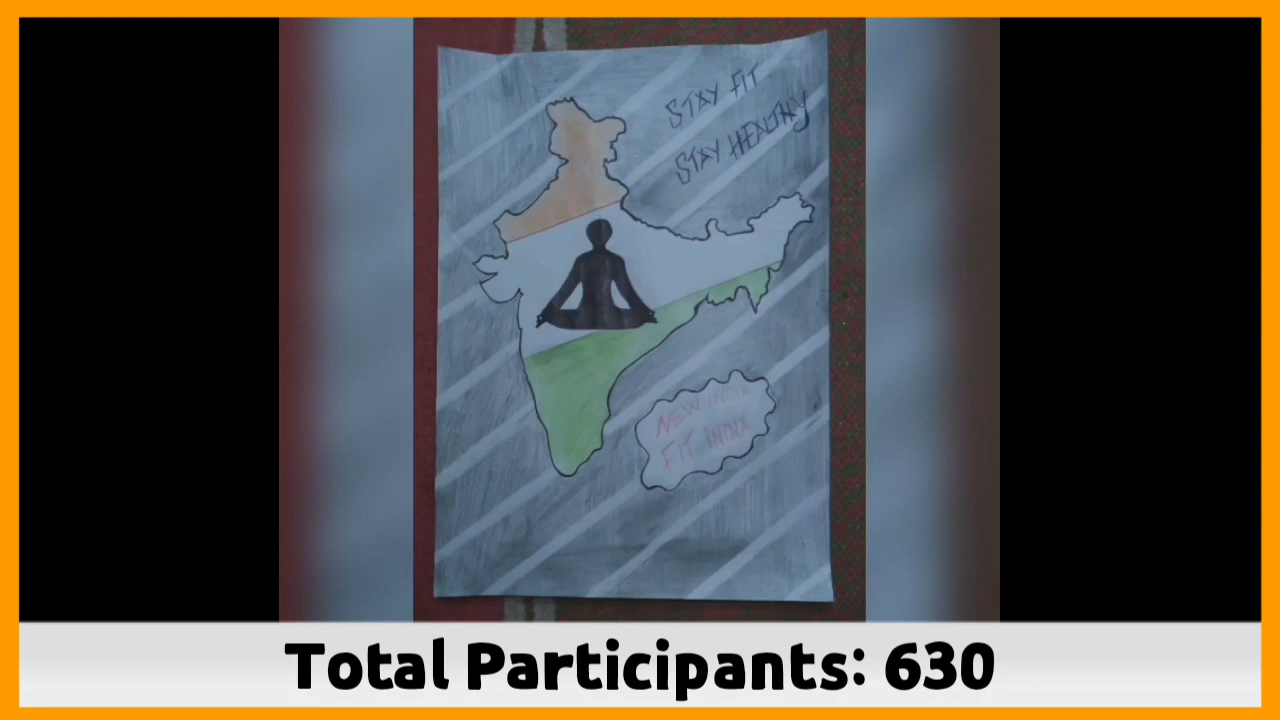 STAY FIT
STAY HEALTHY
NEW INDIA
FIT INDIA
Total Participants: 630